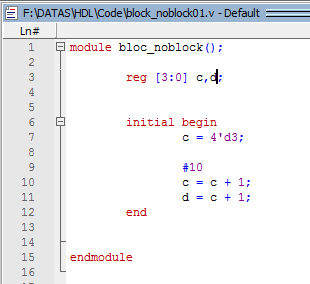 F:\DATAS\HDL\Code\block_noblock01.v - Default
Ln#
1 module bloc_noblock();
2
3 reg [3:0] c,d;
4
5
6 initial begin
7 c = 4'd3;
8
9 #10
10 c = c + 1;
11 d = c + 1;
12 end
13
14
15 endmodule
16